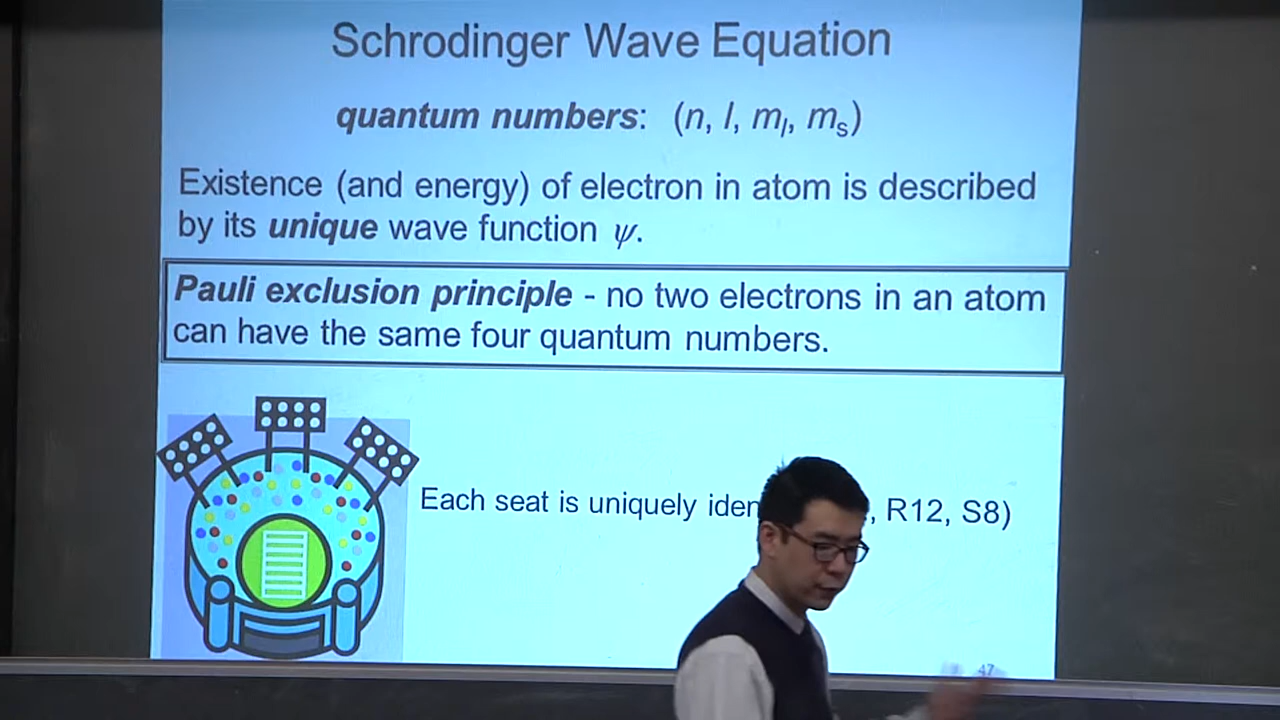 Schrodinger Wave Equation
quantum numbers: (n, l, mₗ, mₛ)
Existence (and energy) of electron in atom is described
by its unique wave function ψ.
Pauli exclusion principle - no two electrons in an atom
can have the same four quantum numbers.
Each seat is uniquely , R12, S8)
47